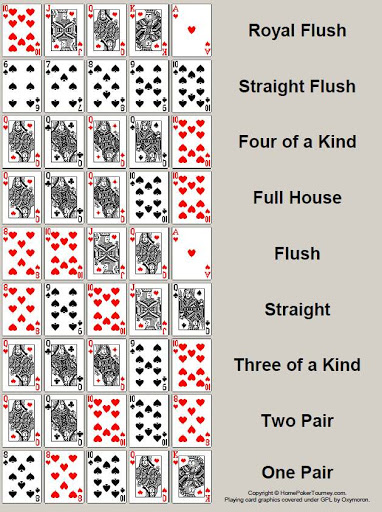 Royal Flush
Straight Flush
Four of a Kind
Full House
Flush
Straight
Three of a Kind
Two Pair
One Pair
Copyright © HomePokerTourney.com
Playing card graphics covered under GPL by Oxymoron.